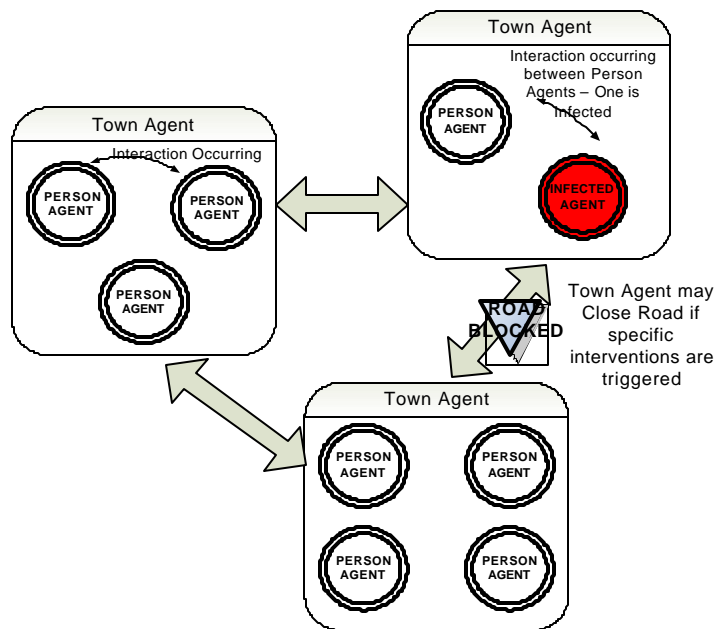 Town Agent
Interaction occurring
between Person
Agents – One is
Infected
PERSON
AGENT
INFECTED
AGENT
Town Agent
Interaction Occurring
PERSON
AGENT
PERSON
AGENT
PERSON
AGENT
ROAD
BLOCKED
Town Agent may
Close Road if
specific
interventions are
triggered
Town Agent
PERSON
AGENT
PERSON
AGENT
PERSON
AGENT
PERSON
AGENT